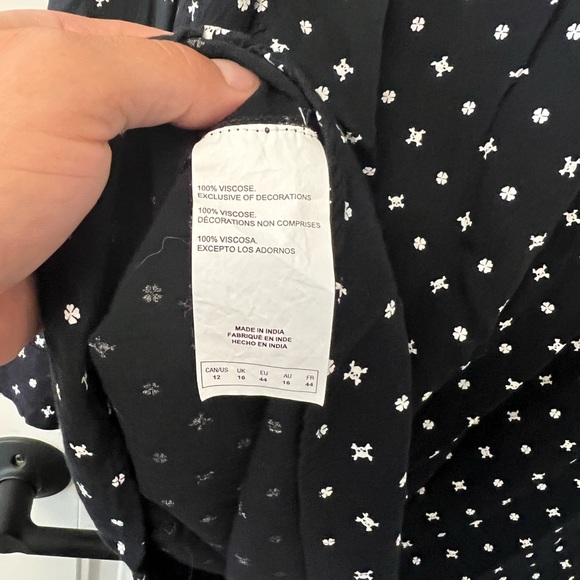 100% VISCOSE.
EXCLUSIVE OF DECORATIONS
100% VISCOSE.
DÉCORATIONS NON COMPRISES
100% VISCOSA.
EXCEPTO LOS ADORNOS
MADE IN INDIA
FABRIQUÉ EN INDE
HECHO EN INDIA
CAN/US UK EU AU FR
12 16 44 16 44